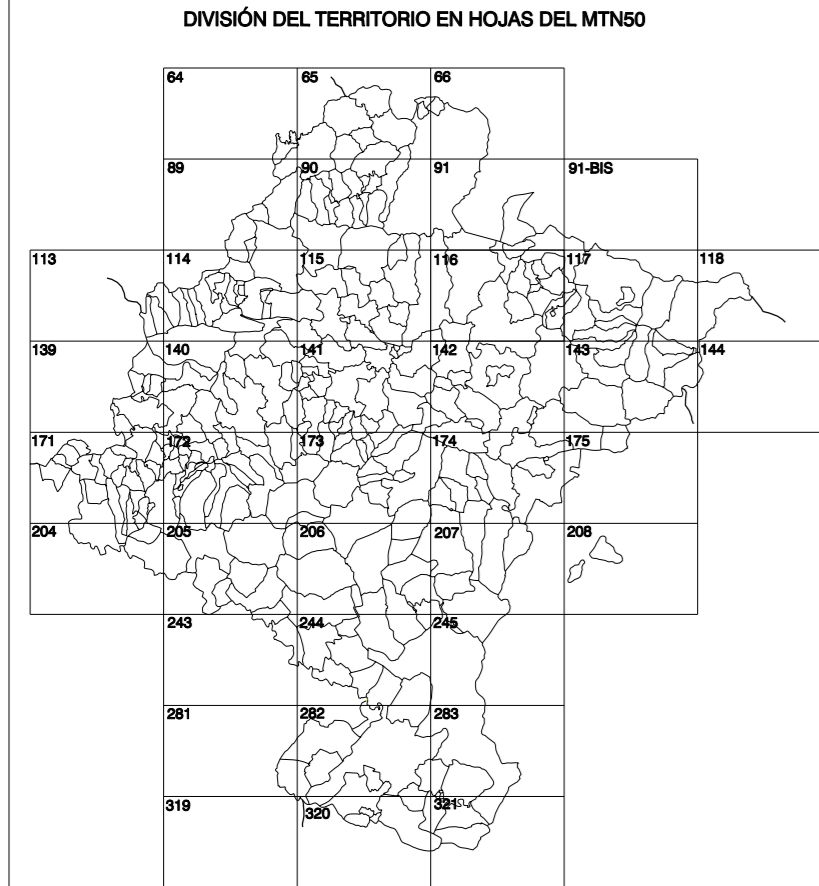 DIVISIÓN DEL TERRITORIO EN HOJAS DEL MTN50
64 65 66
89 90 91 91-BIS
113 114 115 116 117 118
139 140 141 142 143 144
171 172 173 174 175
204 205 206 207 208
243 244 245
281 282 283
319 320 321